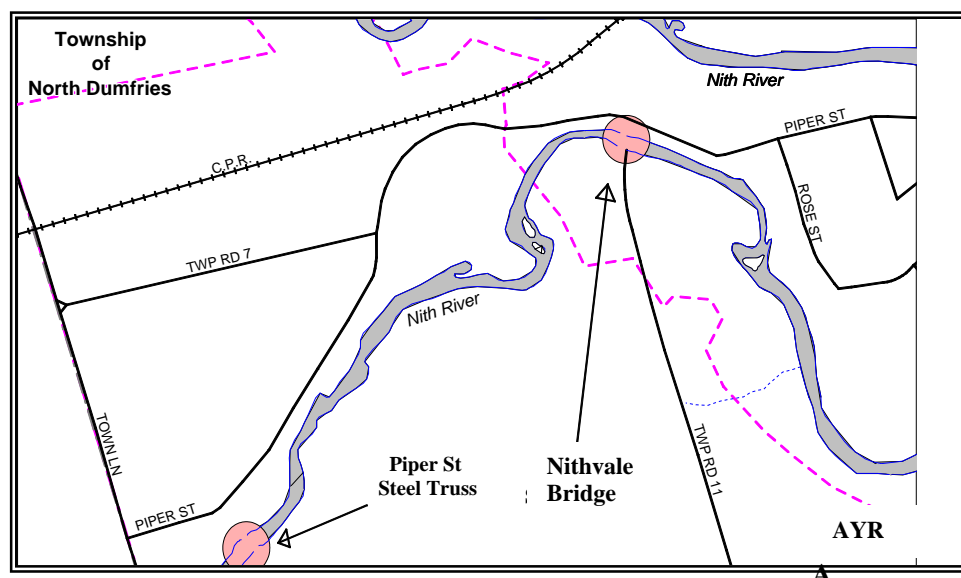 Township
of
North Dumfries
Nith River
PIPER ST
C.P.R.
ROSE ST
TWP RD 7
Nith River
TOWN LN
Piper St
Steel Truss
Nithvale
Bridge
TWP RD 11
PIPER ST
AYR